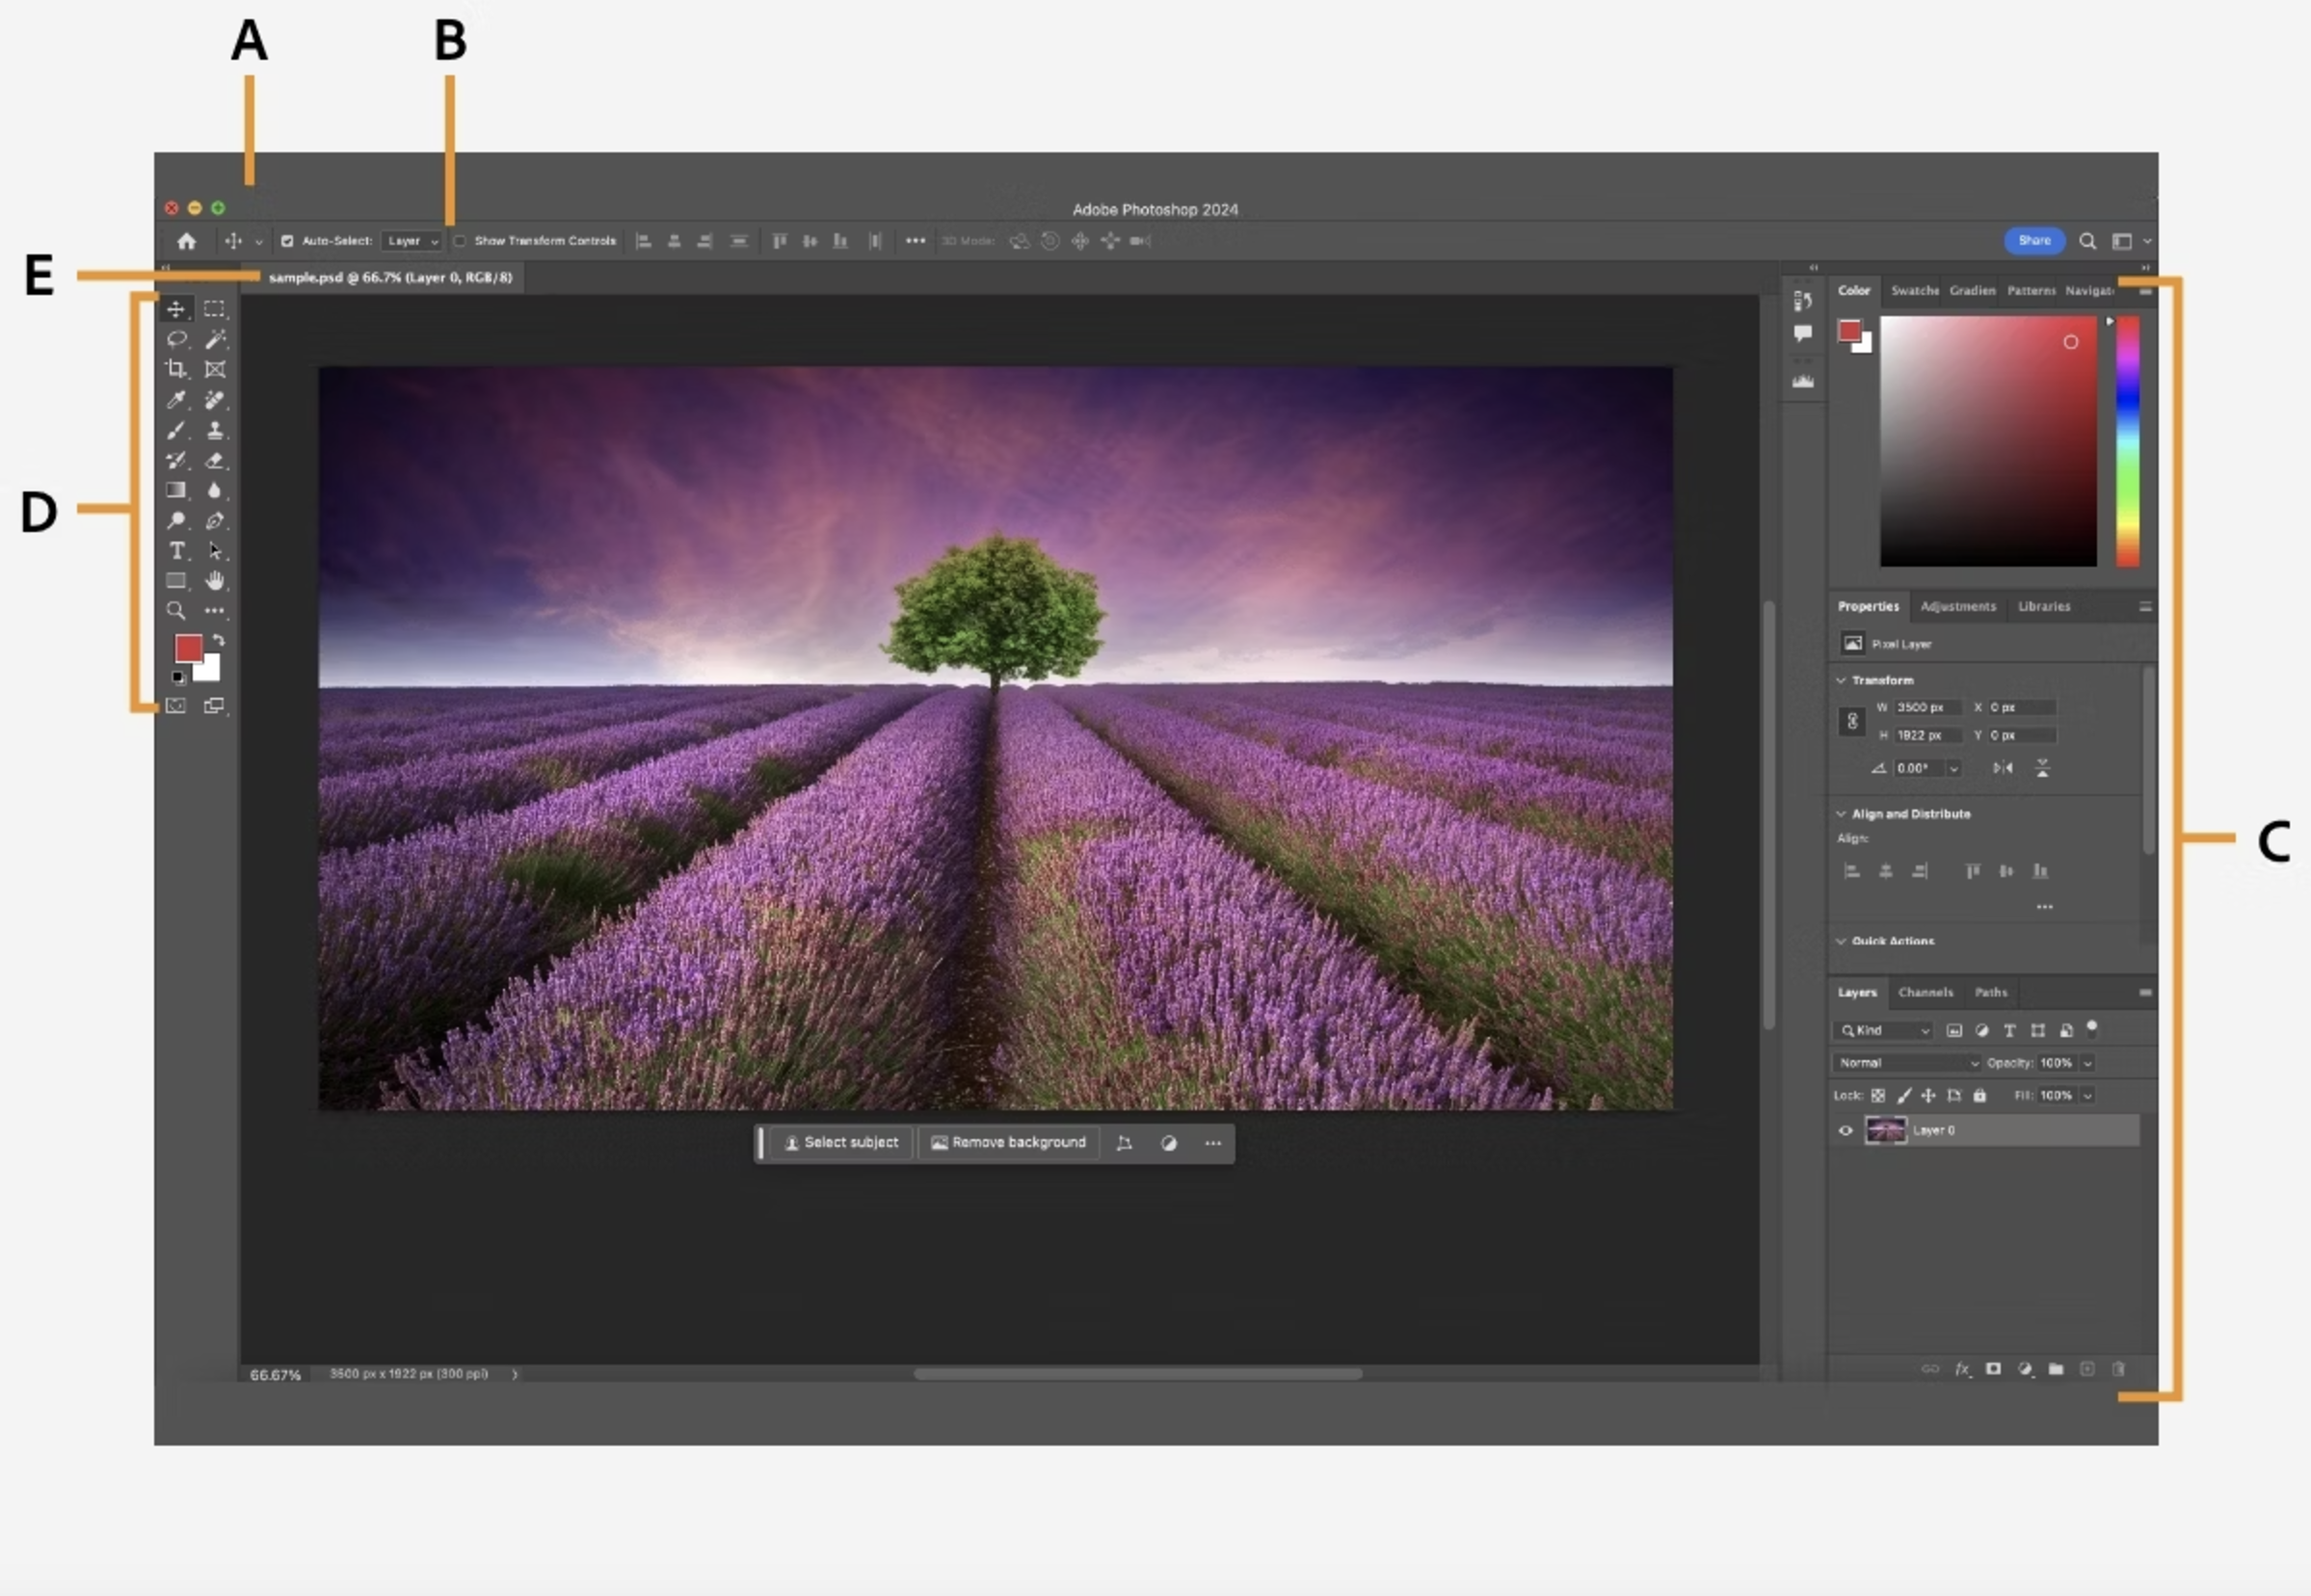 A
B
Adobe Photoshop 2024
Auto-Select: Layer Show Transform Controls 3D Mode: Share
E
sample.psd @ 66.7% (Layer 0, RGB/8)
Color Swatche Gradien Patterns Navigat
D
T
Properties Adjustments Libraries
Pixel Layer
Transform
W 3500 px X 0 px
H 1922 px Y 0 px
0.00°
Align and Distribute
Align:
C
Quick Actions
Layers Channels Paths
Kind T
Normal Opacity: 100%
Lock: Fill: 100%
Layer 0
Select subject Remove background
fx
66.67% 3500 px x 1922 px (300 ppi)